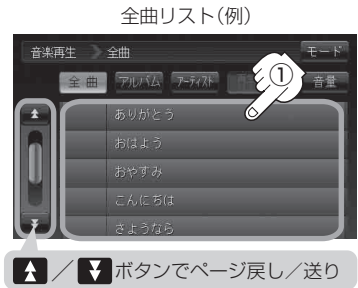 全曲リスト(例)
音楽再生 全曲 モード
全曲 アルバム アーティスト 音量
①
ありがとう
おはよう
おやすみ
こんにちは
さようなら
／ ボタンでページ戻し／送り